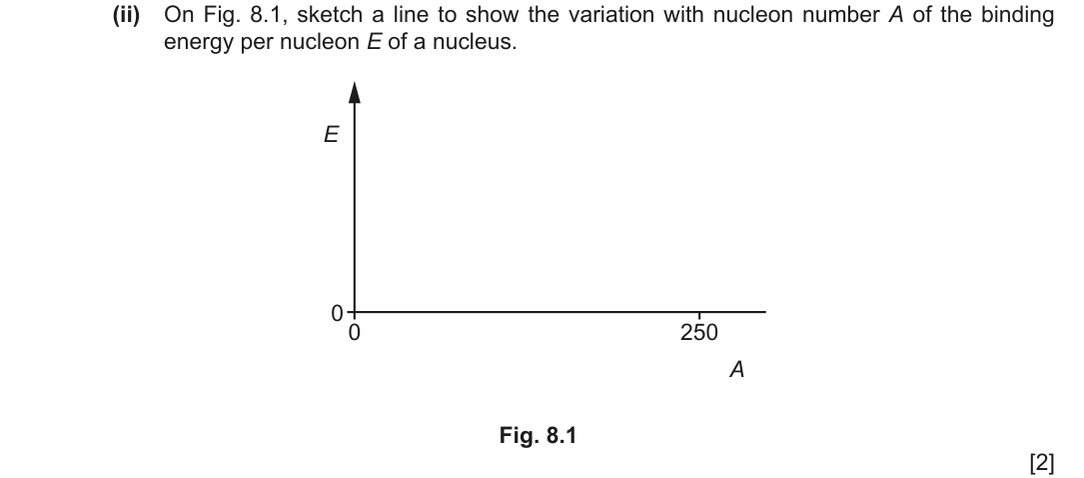 (ii) On Fig. 8.1, sketch a line to show the variation with nucleon number A of the binding
energy per nucleon E of a nucleus.
E
0
0
250
A
Fig. 8.1
[2]